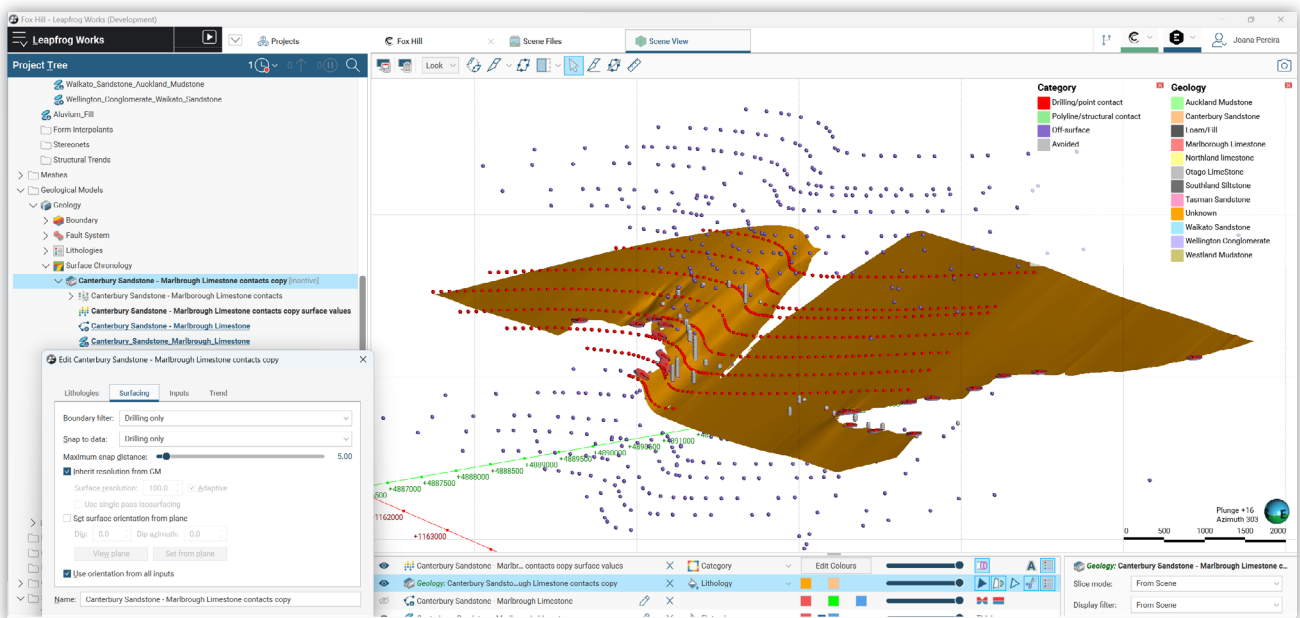 Fox Hill - Leapfrog Works (Development)
Leapfrog Works
Projects
Fox Hill
Scene Files
Scene View
Joana Pereira
Project Tree
1
0
0
Look
Waikato_Sandstone_Auckland_Mudstone
Wellington_Conglomerate_Waikato_Sandstone
Aluvium_Fill
Form Interpolants
Stereonets
Structural Trends
Meshes
Geological Models
Geology
Boundary
Fault System
Lithologies
Surface Chronology
Canterbury Sandstone - Marlbrough Limestone contacts copy [inactive]
Canterbury Sandstone - Marlborough Limestone contacts
Canterbury Sandstone - Marlbrough Limestone contacts copy surface values
Canterbury Sandstone - Marlbrough Limestone
Canterbury_Sandstone_Marlbrough_Limestone
Edit Canterbury Sandstone - Marlbrough Limestone contacts copy
Lithologies
Surfacing
Inputs
Trend
Boundary filter: Drilling only
Snap to data: Drilling only
Maximum snap distance: 5.00
Inherit resolution from GM
Surface resolution: 100.0 Adaptive
Use single pass isosurfacing
Set surface orientation from plane
Dip: 0.0 Dip azimuth: 0.0
View plane
Set from plane
Use orientation from all inputs
Name: Canterbury Sandstone - Marlbrough Limestone contacts copy
Category
Drilling/point contact
Polyline/structural contact
Off-surface
Avoided
Geology
Auckland Mudstone
Canterbury Sandstone
Loam/Fill
Marlborough Limestone
Northland limestone
Otago LimeStone
Southland Siltstone
Tasman Sandstone
Unknown
Waikato Sandstone
Wellington Conglomerate
Westland Mudstone
+4891000
+4890500
+4890000
+4889500
+4889000
+4888500
+4888000
+4887500
+4887000
500
1162000
+1163000
Plunge +16
Azimuth 303
0 500 1000 1500 2000
Canterbury Sandstone - Marlbr... contacts copy surface values
Category
Edit Colours
Geology: Canterbury Sandsto...ugh Limestone contacts copy
Lithology
Canterbury Sandstone - Marlbrough Limestone
Geology: Canterbury Sandstone - Marlbrough Limestone c...
Slice mode: From Scene
Display filter: From Scene